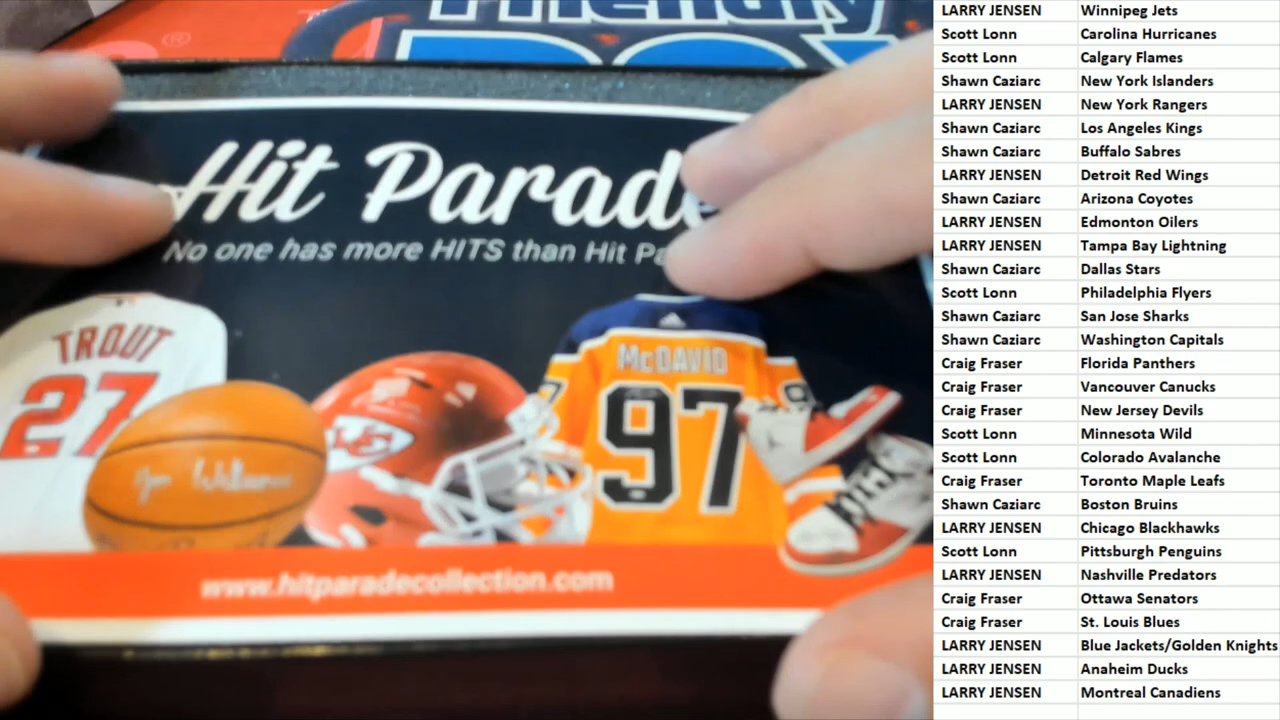 Friendly
BOX
®
Hit Parade
No one has more HITS than Hit
TROUT
27
McDAVID
97
www.hitparadecollection.com
LARRY JENSEN Winnipeg Jets
Scott Lonn Carolina Hurricanes
Scott Lonn Calgary Flames
Shawn Caziarc New York Islanders
LARRY JENSEN New York Rangers
Shawn Caziarc Los Angeles Kings
Shawn Caziarc Buffalo Sabres
LARRY JENSEN Detroit Red Wings
Shawn Caziarc Arizona Coyotes
LARRY JENSEN Edmonton Oilers
LARRY JENSEN Tampa Bay Lightning
Shawn Caziarc Dallas Stars
Scott Lonn Philadelphia Flyers
Shawn Caziarc San Jose Sharks
Shawn Caziarc Washington Capitals
Craig Fraser Florida Panthers
Craig Fraser Vancouver Canucks
Craig Fraser New Jersey Devils
Scott Lonn Minnesota Wild
Scott Lonn Colorado Avalanche
Craig Fraser Toronto Maple Leafs
Shawn Caziarc Boston Bruins
LARRY JENSEN Chicago Blackhawks
Scott Lonn Pittsburgh Penguins
LARRY JENSEN Nashville Predators
Craig Fraser Ottawa Senators
Craig Fraser St. Louis Blues
LARRY JENSEN Blue Jackets/Golden Knights
LARRY JENSEN Anaheim Ducks
LARRY JENSEN Montreal Canadiens